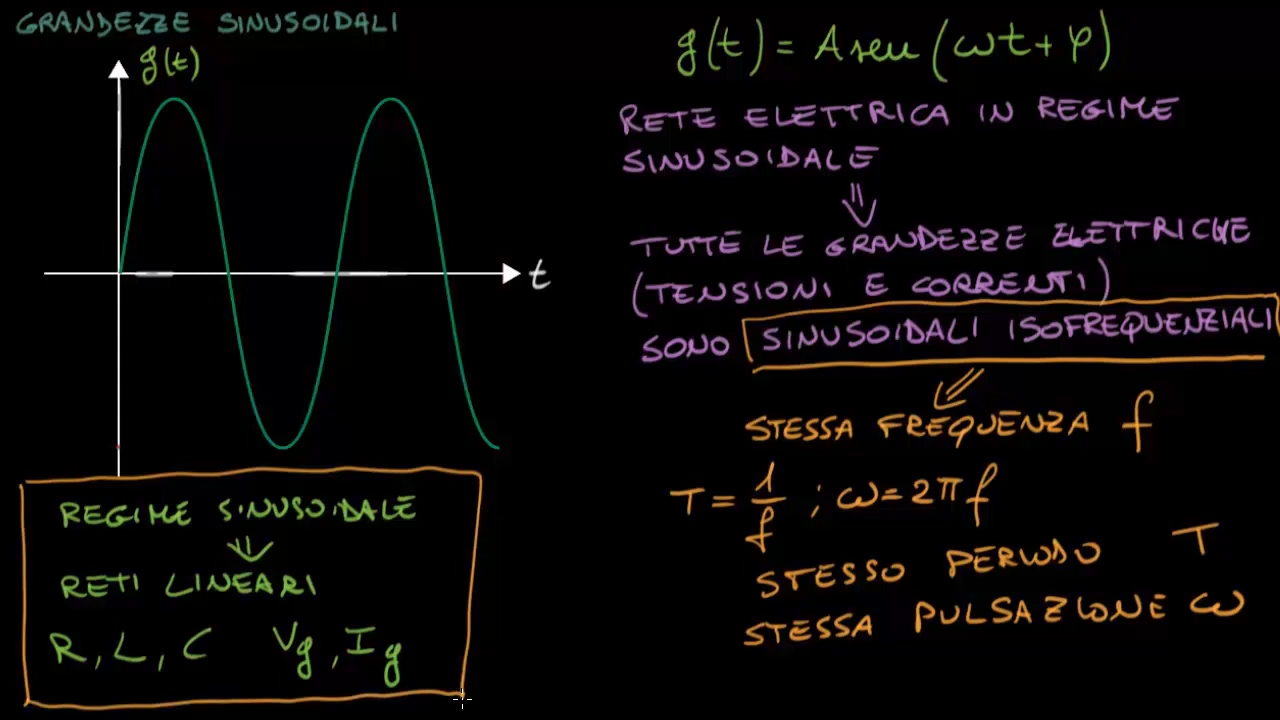 GRANDEZZE SINUSOIDALI
g(t)
t
REGIME SINUSOIDALE
⇓
RETI LINEARI
R, L, C Vg, Ig
g(t) = A sen (ωt + φ)
RETE ELETTRICA IN REGIME
SINUSOIDALE
⇓
TUTTE LE GRANDEZZE ELETTRICHE
(TENSIONI E CORRENTI)
SONO SINUSOIDALI ISOFREQUENZIALI
STESSA FREQUENZA f
T = 1/f ; ω = 2πf
STESSO PERIODO T
STESSA PULSAZIONE ω